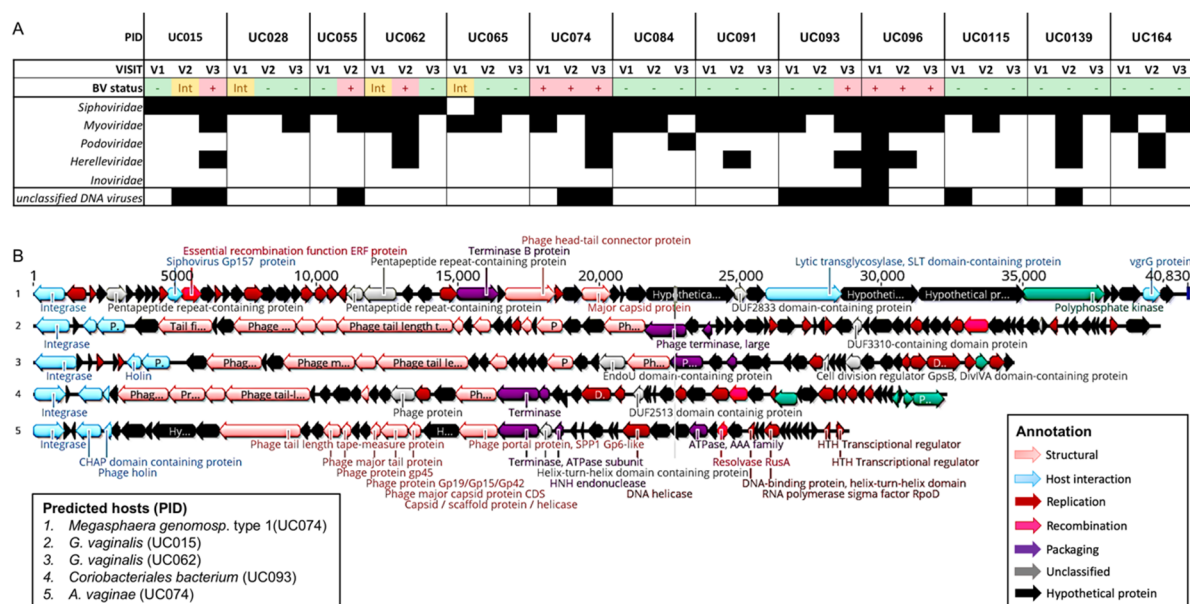 A
PID UC015 UC028 UC055 UC062 UC065 UC074 UC084 UC091 UC093 UC096 UC0115 UC0139 UC164
VISIT V1 V2 V3 V1 V2 V3 V1 V2 V1 V2 V3 V1 V2 V3 V1 V2 V3 V1 V2 V3 V1 V2 V3 V1 V2 V3 V1 V2 V3 V1 V2 V3 V1 V2 V3 V1 V2 V3
BV status - Int + Int - - - + Int + - Int - - + + + - - - - - - - - + + + + - - - - - - - - -
Siphoviridae
Myoviridae
Podoviridae
Herelleviridae
Inoviridae
unclassified DNA viruses
B
Phage head-tail connector protein
Essential recombination function ERF protein
Terminase B protein
Siphovirus Gp157 protein
Pentapeptide repeat-containing protein
Lytic transglycosylase, SLT domain-containing protein
vgrG protein
1 5000 10,000 15,000 20,000 25,000 30,000 35,000 40,830
1 Hypothetica... Hypotheti... Hypothetical pr...
Integrase
Pentapeptide repeat-containing protein
Pentapeptide repeat-containing protein
Major capsid protein
DUF2833 domain-containing protein
Polyphosphate kinase
2 P.. Tail fi... Phage ... Phage tail length t... P Ph...
Integrase
Phage terminase, large
DUF3310-containing domain protein
3 P.. Phag... Phage m... Phage tail le... P Ph... P... D..
Integrase
Holin
EndoU domain-containing protein
Cell division regulator GpsB, DivIVA domain-containing protein
4 Phag... Pr... Phage tail-l... Ph... D.. P..
Integrase
Phage protein
Terminase
DUF2513 domain-containig protein
5 Hy... H...
Integrase
Phage tail length tape-measure protein
Phage portal protein, SPP1 Gp6-like
ATPase, AAA family
HTH Transciptional regulator
CHAP domain containing protein
Phage major tail protein
Terminase, ATPase subunit
Resolvase RusA
HTH Transcriptional regulator
Phage holin
Phage protein gp45
Helix-turn-helix domain containing protein
Phage protein Gp19/Gp15/Gp42
HNH endonuclease
DNA-binding protein, helix-turn-helix domain
Phage major capsid protein CDS
DNA helicase
RNA polymerase sigma factor RpoD
Capsid / scaffold protein / helicase
Predicted hosts (PID)
1. Megasphaera genomosp. type 1(UC074)
2. G. vaginalis (UC015)
3. G. vaginalis (UC062)
4. Coriobacteriales bacterium (UC093)
5. A. vaginae (UC074)
Annotation
Structural
Host interaction
Replication
Recombination
Packaging
Unclassified
Hypothetical protein